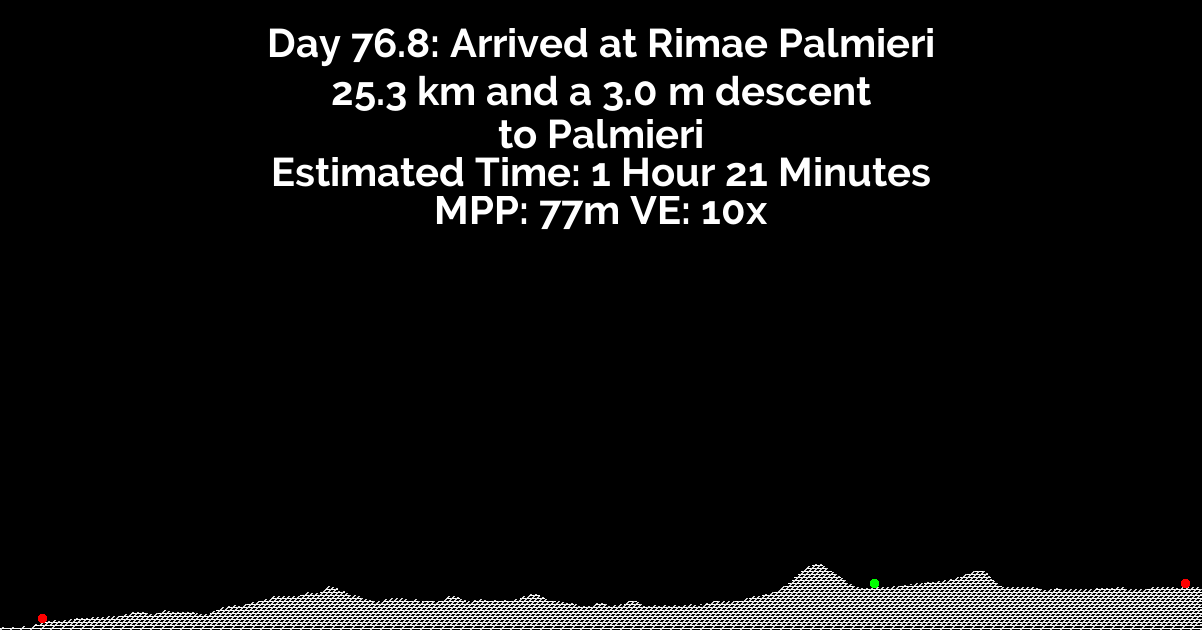 Day 76.8: Arrived at Rimae Palmieri
25.3 km and a 3.0 m descent
to Palmieri
Estimated Time: 1 Hour 21 Minutes
MPP: 77m VE: 10x